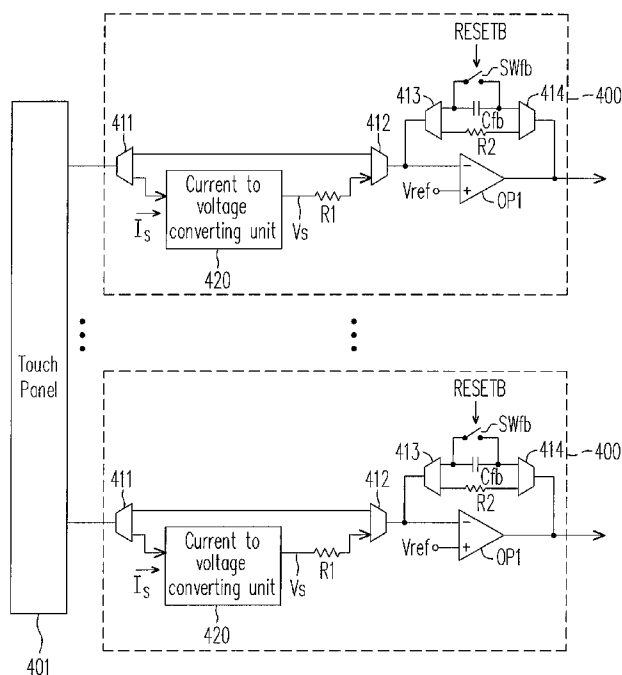 RESETB
SWfb
413
414
400
Cfb
R2
411
412
Current to
voltage
converting unit
Vref
OP1
Is
Vs
R1
420
Touch
Panel
RESETB
SWfb
413
414
400
Cfb
R2
411
412
Current to
voltage
converting unit
Vref
OP1
Is
Vs
R1
420
401